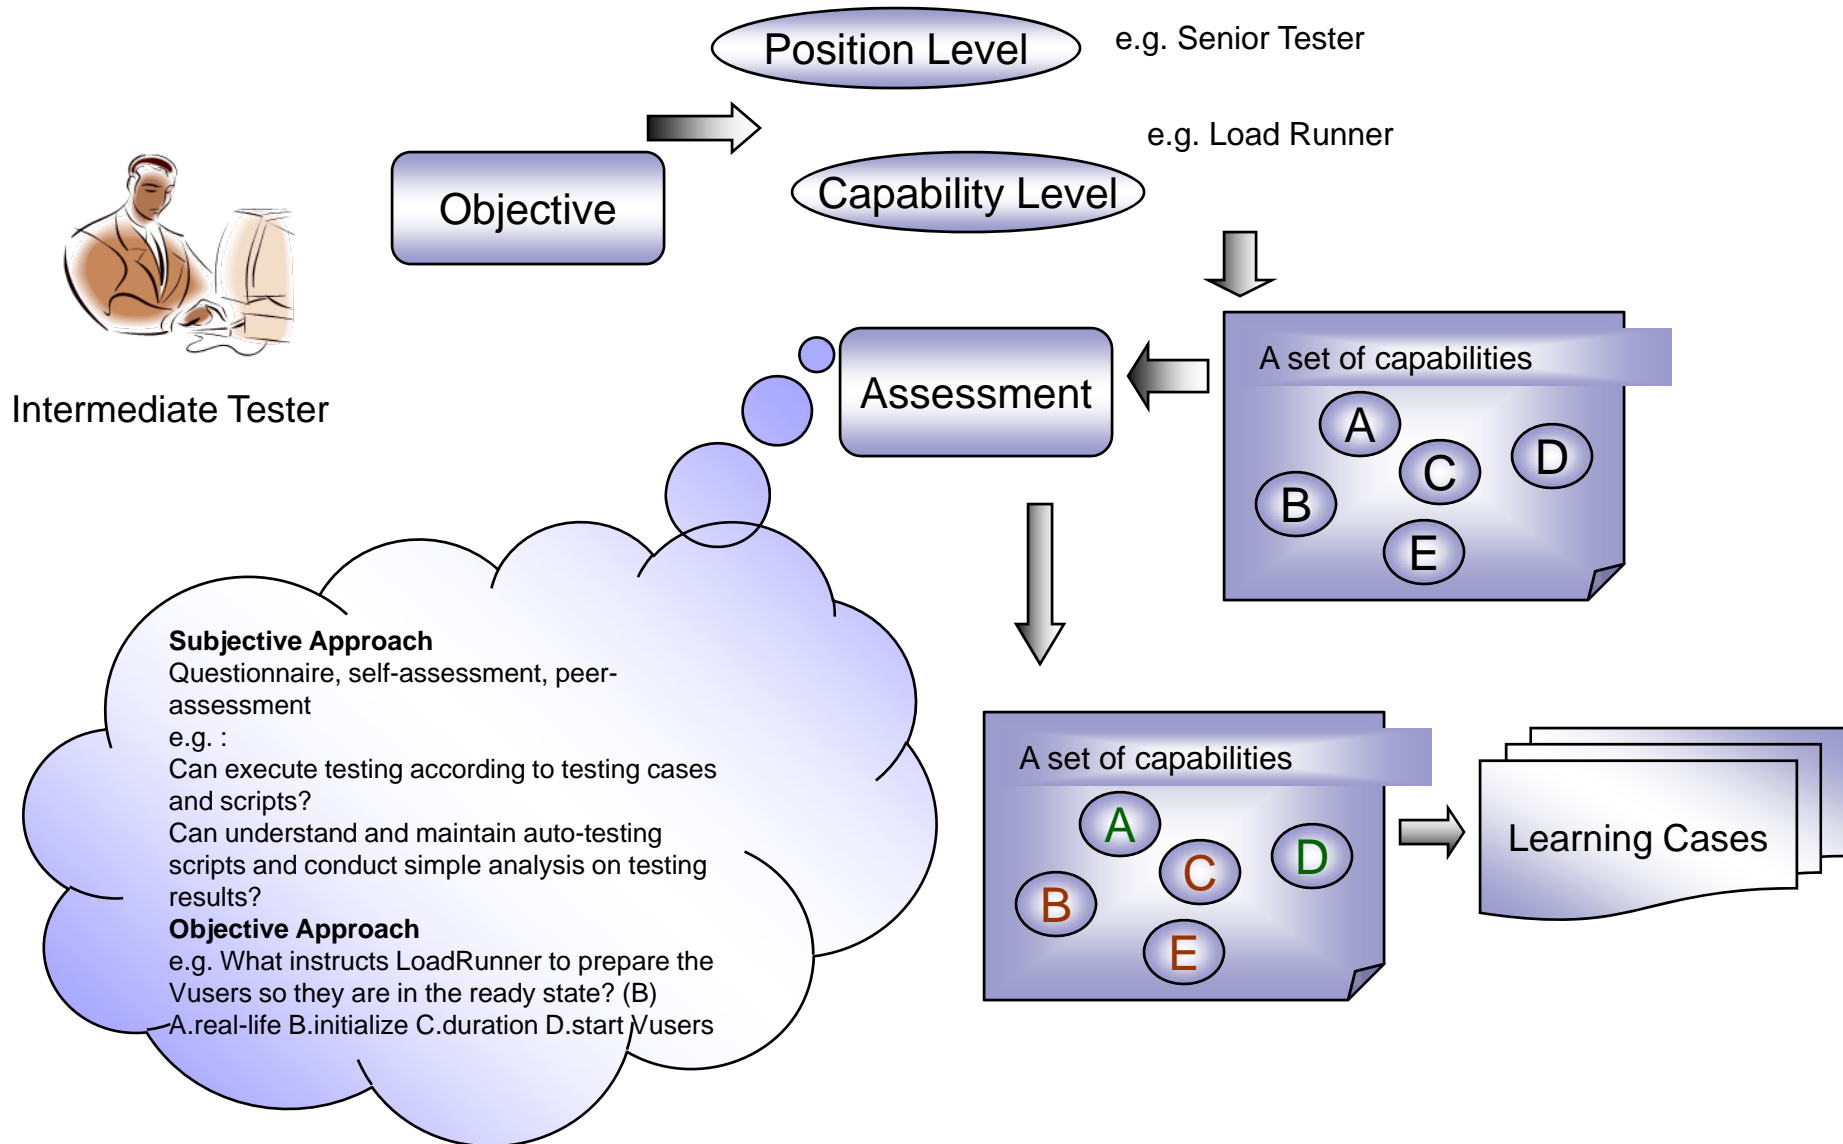 Position Level
e.g. Senior Tester
e.g. Load Runner
Objective
Capability Level
Intermediate Tester
Assessment
A set of capabilities
A
C
D
B
E
Subjective Approach
Questionnaire, self-assessment, peer-
assessment
e.g. :
Can execute testing according to testing cases
and scripts?
Can understand and maintain auto-testing
scripts and conduct simple analysis on testing
results?
Objective Approach
e.g. What instructs LoadRunner to prepare the
Vusers so they are in the ready state? (B)
A.real-life B.initialize C.duration D.start Vusers
A set of capabilities
A
C
D
B
E
Learning Cases